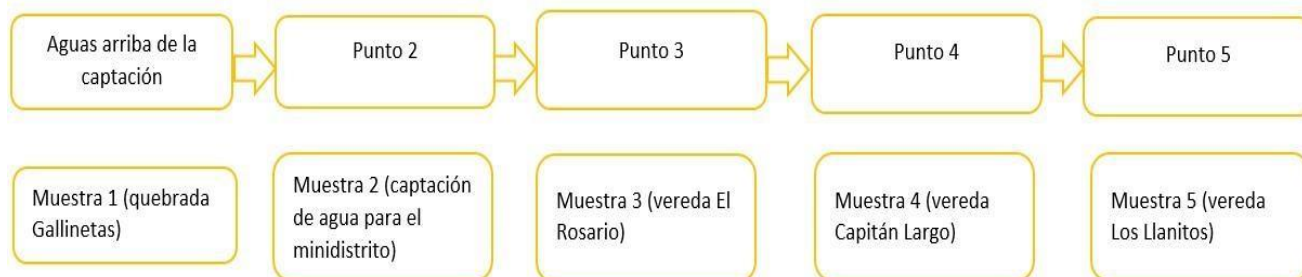 Aguas arriba de la
captación
Punto 2
Punto 3
Punto 4
Punto 5
Muestra 1 (quebrada
Gallinetas)
Muestra 2 (captación
de agua para el
minidistrito)
Muestra 3 (vereda El
Rosario)
Muestra 4 (vereda
Capitán Largo)
Muestra 5 (vereda
Los Llanitos)